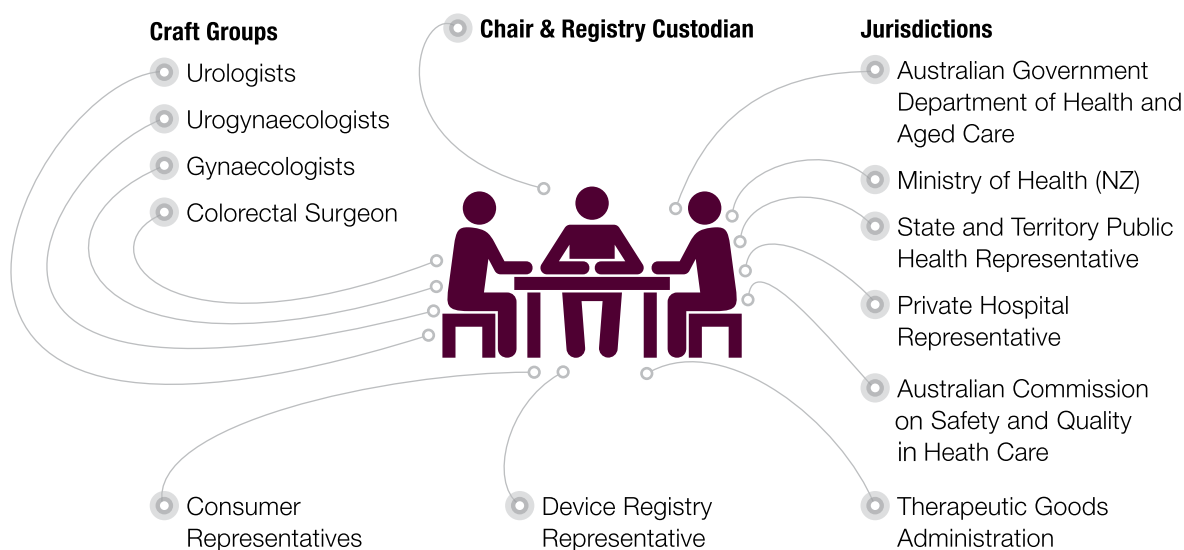 Craft Groups
Urologists
Urogynaecologists
Gynaecologists
Colorectal Surgeon
Chair & Registry Custodian
Jurisdictions
Australian Government
Department of Health and
Aged Care
Ministry of Health (NZ)
State and Territory Public
Health Representative
Private Hospital
Representative
Australian Commission
on Safety and Quality
in Heath Care
Consumer
Representatives
Device Registry
Representative
Therapeutic Goods
Administration